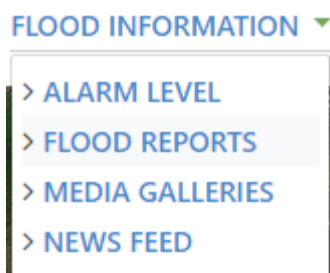 FLOOD INFORMATION
> ALARM LEVEL
> FLOOD REPORTS
> MEDIA GALLERIES
> NEWS FEED